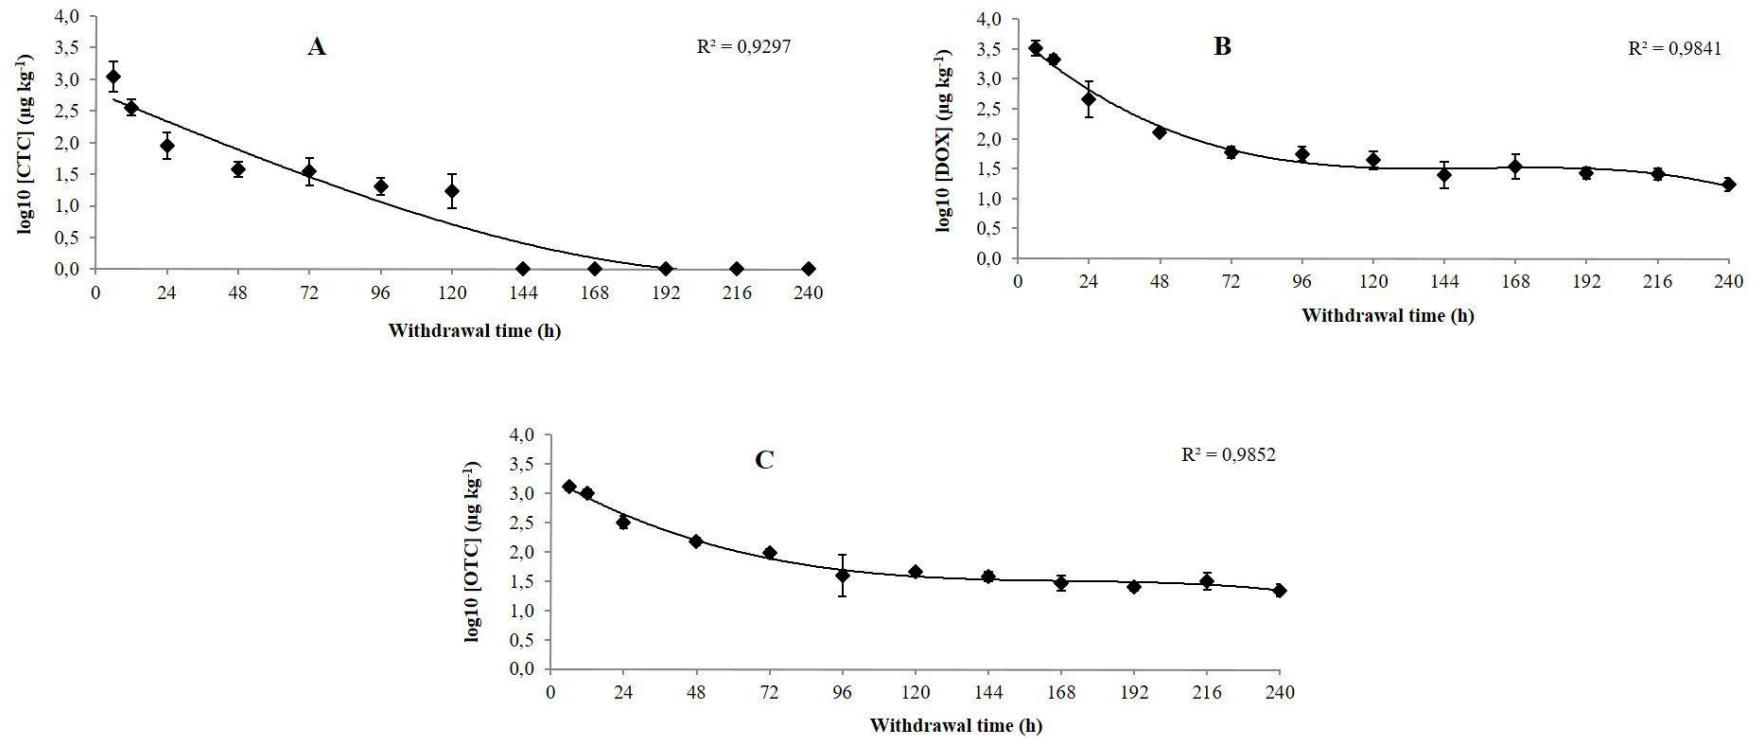 A
R² = 0,9297
log10 [CTC] (µg kg⁻¹)
4,0
3,5
3,0
2,5
2,0
1,5
1,0
0,5
0,0
0 24 48 72 96 120 144 168 192 216 240
Withdrawal time (h)
B
R² = 0,9841
log10 [DOX] (µg kg⁻¹)
4,0
3,5
3,0
2,5
2,0
1,5
1,0
0,5
0,0
0 24 48 72 96 120 144 168 192 216 240
Withdrawal time (h)
C
R² = 0,9852
log10 [OTC] (µg kg⁻¹)
4,0
3,5
3,0
2,5
2,0
1,5
1,0
0,5
0,0
0 24 48 72 96 120 144 168 192 216 240
Withdrawal time (h)